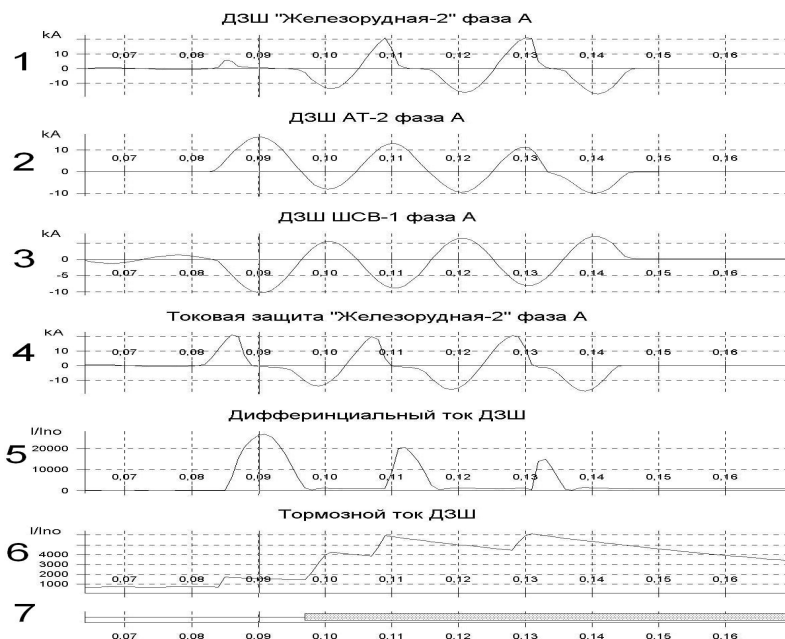 ДЗШ "Железорудная-2" фаза А
kA
1
10
0
-10
0,07 0,08 0,09 0,10 0,11 0,12 0,13 0,14 0,15 0,16
ДЗШ АТ-2 фаза А
kA
2
10
0
-10
0,07 0,08 0,09 0,10 0,11 0,12 0,13 0,14 0,15 0,16
ДЗШ ШСВ-1 фаза А
kA
3
0
-5
-10
0,07 0,08 0,09 0,10 0,11 0,12 0,13 0,14 0,15 0,16
Токовая защита "Железорудная-2" фаза А
kA
4
10
0
-10
0,07 0,08 0,09 0,10 0,11 0,12 0,13 0,14 0,15 0,16
Дифферинциальный ток ДЗШ
I/Ino
5
20000
10000
0
0,07 0,08 0,09 0,10 0,11 0,12 0,13 0,14 0,15 0,16
Тормозной ток ДЗШ
I/Ino
6
4000
3000
2000
1000
0,07 0,08 0,09 0,10 0,11 0,12 0,13 0,14 0,15 0,16
7
0,07 0,08 0,09 0,10 0,11 0,12 0,13 0,14 0,15 0,16